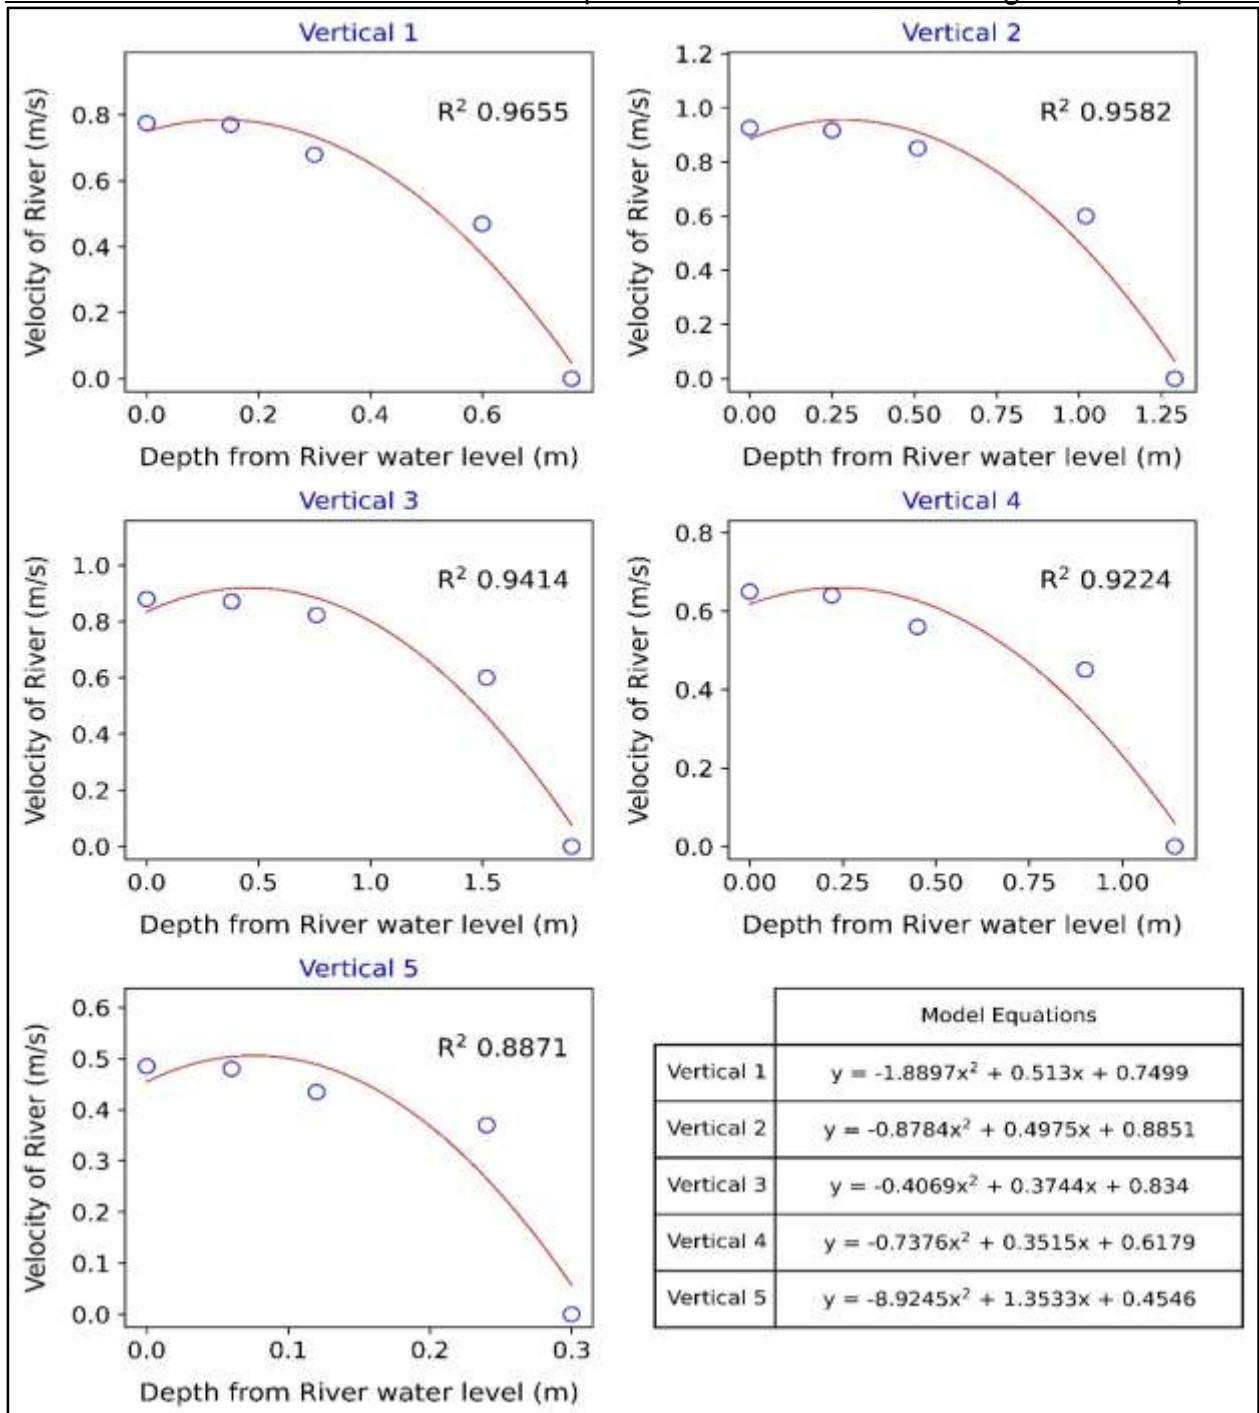 Vertical 1
R² 0.9655
Velocity of River (m/s)
0.8
0.6
0.4
0.2
0.0
0.0 0.2 0.4 0.6
Depth from River water level (m)
Vertical 2
R² 0.9582
Velocity of River (m/s)
1.2
1.0
0.8
0.6
0.4
0.2
0.0
0.00 0.25 0.50 0.75 1.00 1.25
Depth from River water level (m)
Vertical 3
R² 0.9414
Velocity of River (m/s)
1.0
0.8
0.6
0.4
0.2
0.0
0.0 0.5 1.0 1.5
Depth from River water level (m)
Vertical 4
R² 0.9224
Velocity of River (m/s)
0.8
0.6
0.4
0.2
0.0
0.00 0.25 0.50 0.75 1.00
Depth from River water level (m)
Vertical 5
R² 0.8871
Velocity of River (m/s)
0.6
0.5
0.4
0.3
0.2
0.1
0.0
0.0 0.1 0.2 0.3
Depth from River water level (m)
Model Equations
Vertical 1 y = -1.8897x² + 0.513x + 0.7499
Vertical 2 y = -0.8784x² + 0.4975x + 0.8851
Vertical 3 y = -0.4069x² + 0.3744x + 0.834
Vertical 4 y = -0.7376x² + 0.3515x + 0.6179
Vertical 5 y = -8.9245x² + 1.3533x + 0.4546